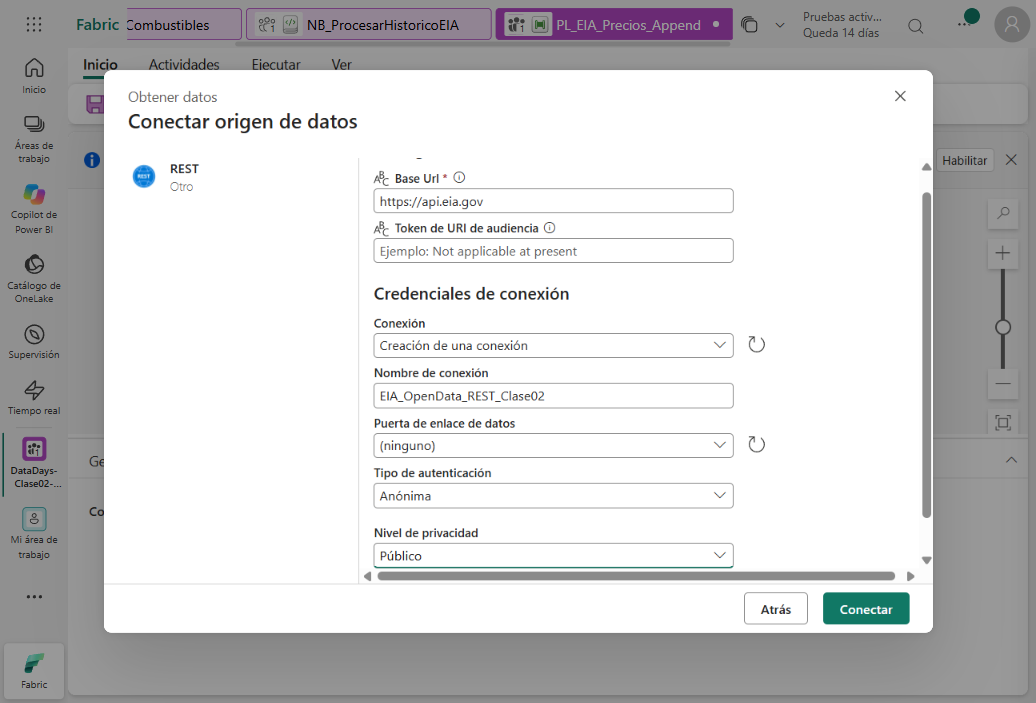 Fabric
Combustibles
NB_ProcesarHistoricoEIA
PL_EIA_Precios_Append
Pruebas activ...
Queda 14 días
Inicio
Actividades
Ejecutar
Ver
Inicio
Áreas de
trabajo
Copilot de
Power BI
Catálogo de
OneLake
Supervisión
Tiempo real
DataDays-
Clase02-...
Mi área de
trabajo
Fabric
Habilitar
Ge
Co
Obtener datos
Conectar origen de datos
REST
REST
Otro
Base Url *
https://api.eia.gov
Token de URI de audiencia
Ejemplo: Not applicable at present
Credenciales de conexión
Conexión
Creación de una conexión
Nombre de conexión
EIA_OpenData_REST_Clase02
Puerta de enlace de datos
(ninguno)
Tipo de autenticación
Anónima
Nivel de privacidad
Público
Atrás
Conectar